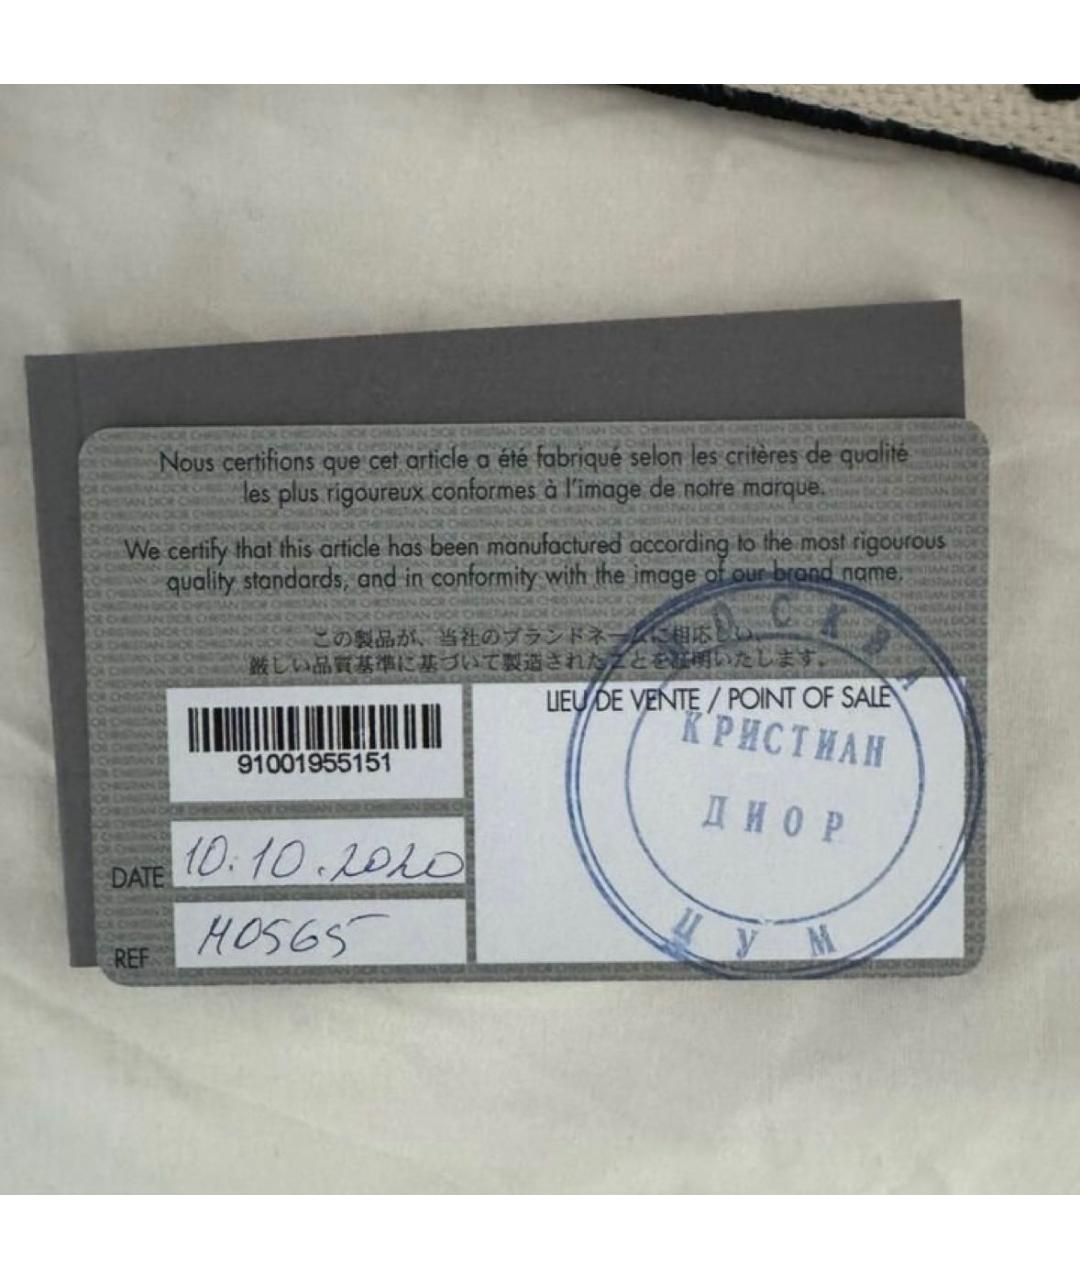 Nous certifions que cet article a été fabriqué selon les critères de qualité
les plus rigoureux conformes à l'image de notre marque.
We certify that this article has been manufactured according to the most rigourous
quality standards, and in conformity with the image of our brand name.
この製品が、当社のブランドネームに相応しい、
厳しい品質基準に基づいて製造されたことを証明いたします。
LIEU DE VENTE / POINT OF SALE
91001955151
DATE 10.10.2020
REF M0565
МОСКВА
КРИСТИАН
ДИОР
ЦУМ